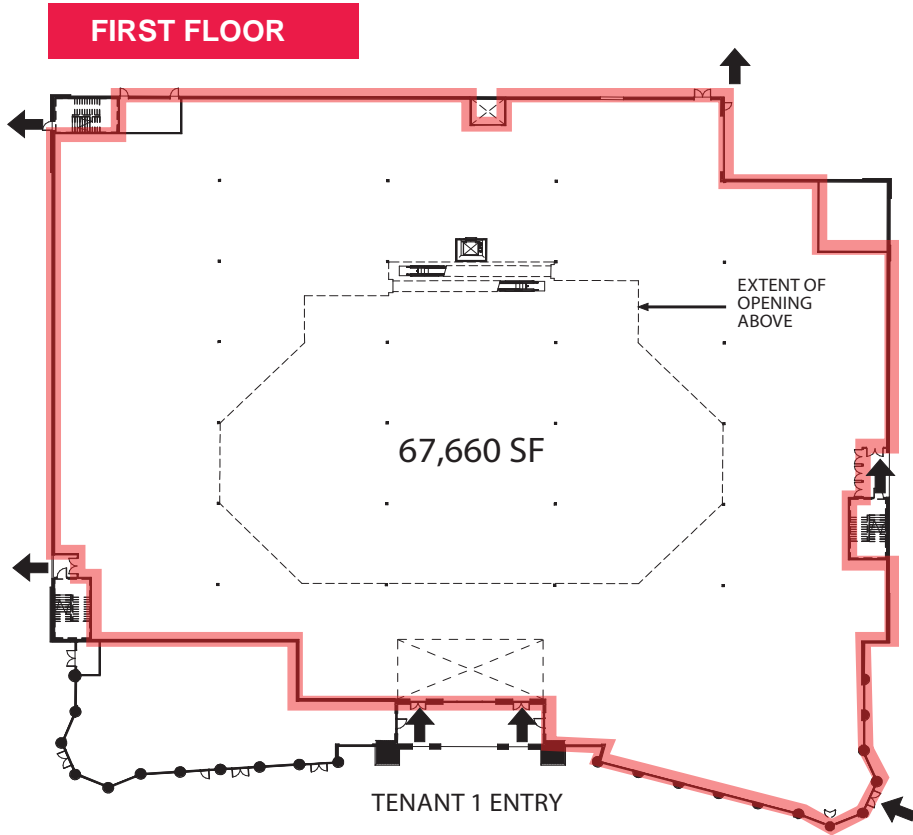 FIRST FLOOR
EXTENT OF
OPENING
ABOVE
67,660 SF
TENANT 1 ENTRY